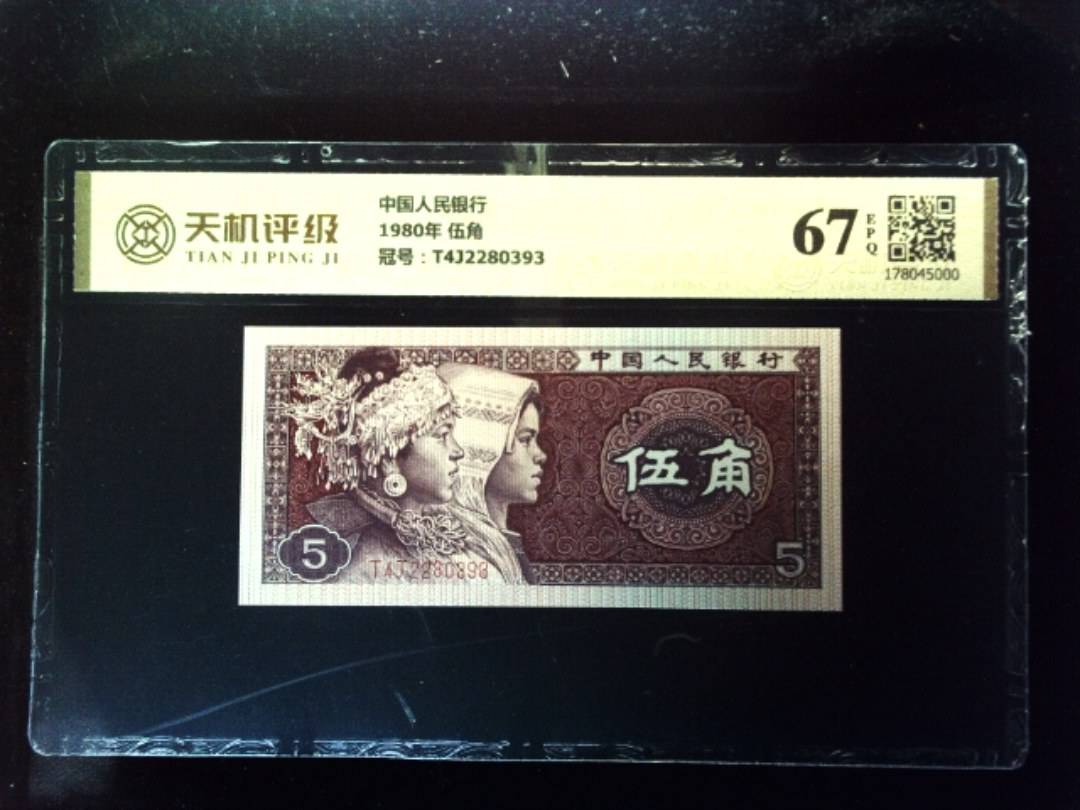 天机评级
TIAN JI PING JI
中国人民银行
1980年 伍角
冠号：T4J2280393
67
EPQ
178045000
中国人民银行
伍角
5
T4J2280393
5